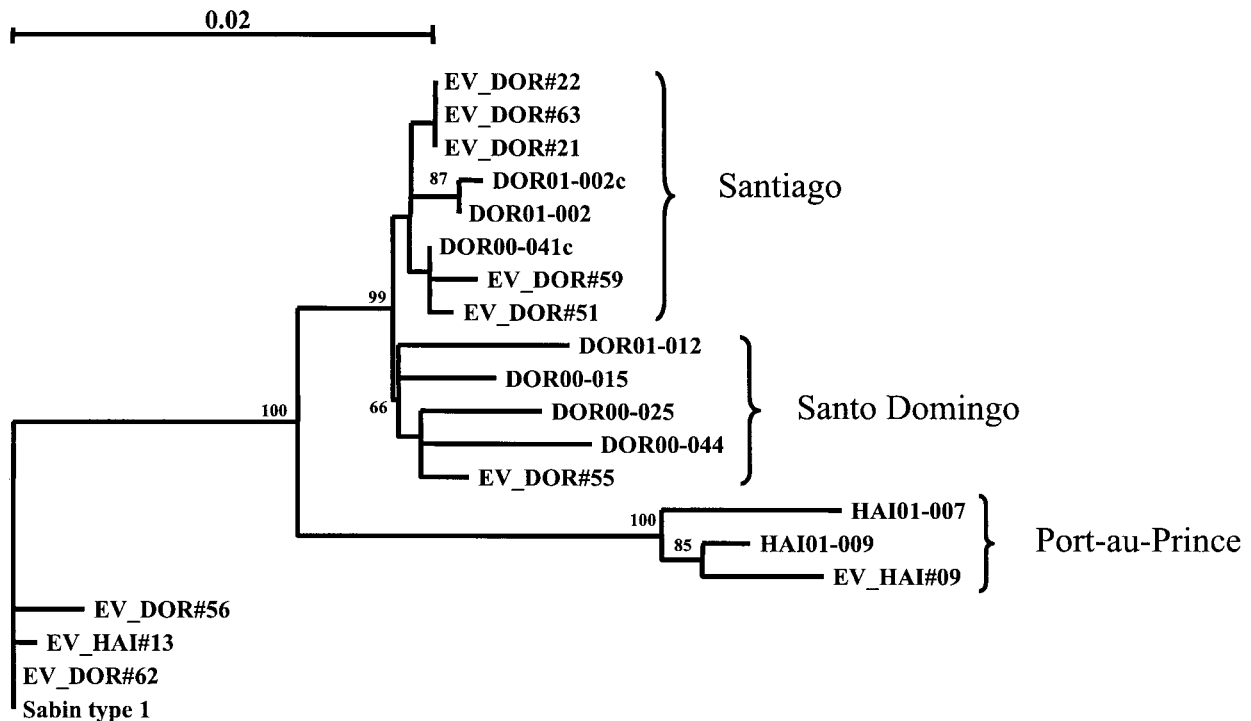 0.02
EV_DOR#22
EV_DOR#63
EV_DOR#21
87
DOR01-002c
Santiago
DOR01-002
DOR00-041c
EV_DOR#59
99
EV_DOR#51
DOR01-012
DOR00-015
66
DOR00-025
Santo Domingo
100
DOR00-044
EV_DOR#55
HAI01-007
100
HAI01-009
85
Port-au-Prince
EV_HAI#09
EV_DOR#56
EV_HAI#13
EV_DOR#62
Sabin type 1